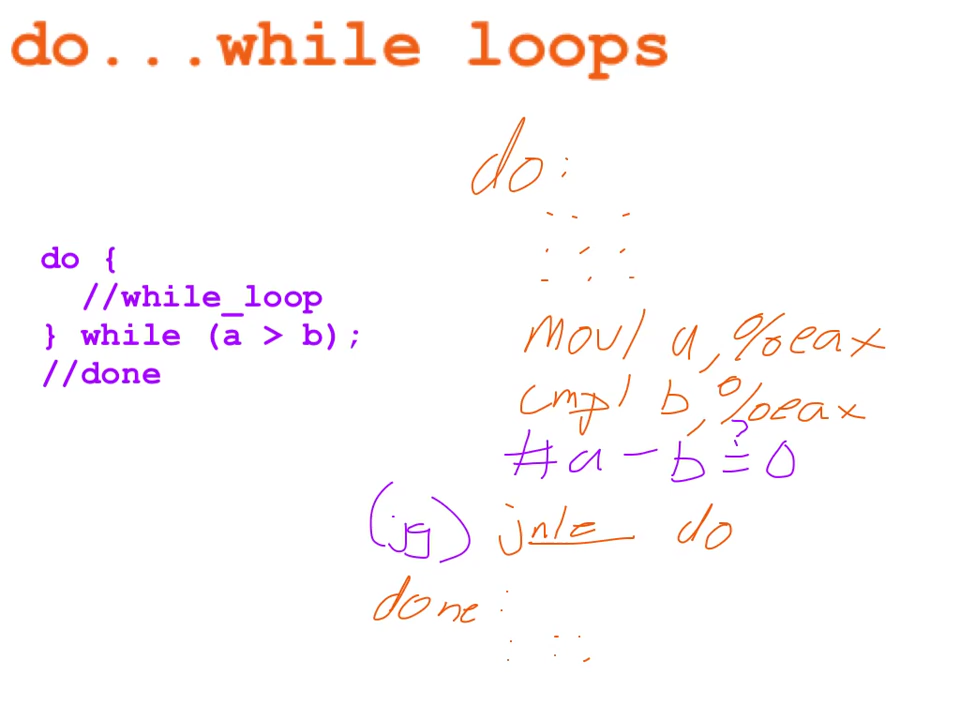 do...while loops
do {
//while_loop
} while (a > b);
//done
do:
movl a, %eax
cmpl b, %eax
#a - b ≟ 0
(jg) jnle do
done: